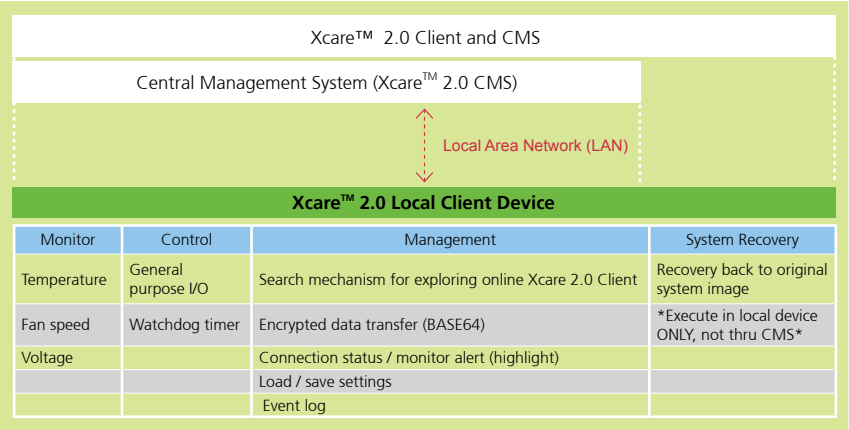 Xcare™ 2.0 Client and CMS
Central Management System (Xcare™ 2.0 CMS)
Local Area Network (LAN)
Xcare™ 2.0 Local Client Device
Monitor Control Management System Recovery
Temperature General purpose I/O Search mechanism for exploring online Xcare 2.0 Client Recovery back to original system image
Fan speed Watchdog timer Encrypted data transfer (BASE64) *Execute in local device ONLY, not thru CMS*
Voltage Connection status / monitor alert (highlight)
Load / save settings
Event log